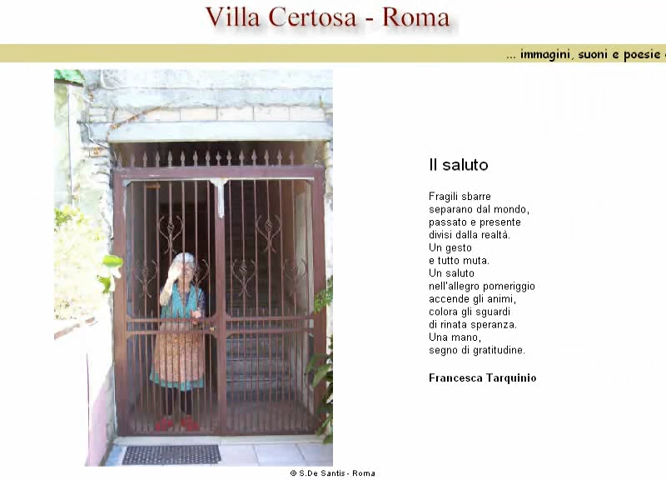 Villa Certosa - Roma
... immagini, suoni e poesie
Il saluto
Fragili sbarre
separano dal mondo,
passato e presente
divisi dalla realtá.
Un gesto
e tutto muta.
Un saluto
nell'allegro pomeriggio
accende gli animi,
colora gli sguardi
di rinata speranza.
Una mano,
segno di gratitudine.
Francesca Tarquinio
© S.De Santis - Roma